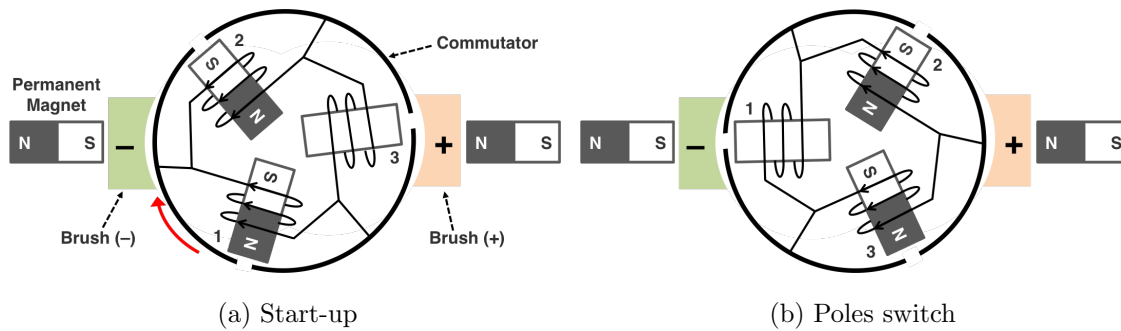 2
S
N
Commutator
Permanent
Magnet
N S
–
3
+
N S
S
N
1
Brush (–)
Brush (+)
(a) Start-up
S
2
N
1
N S
–
+
N S
N
3
S
(b) Poles switch